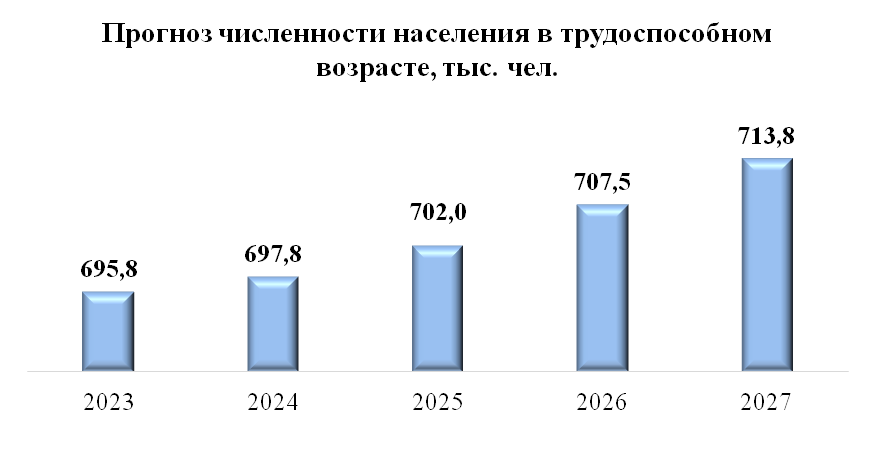 Прогноз численности населения в трудоспособном
возрасте, тыс. чел.
713,8
707,5
702,0
697,8
695,8
2023 2024 2025 2026 2027